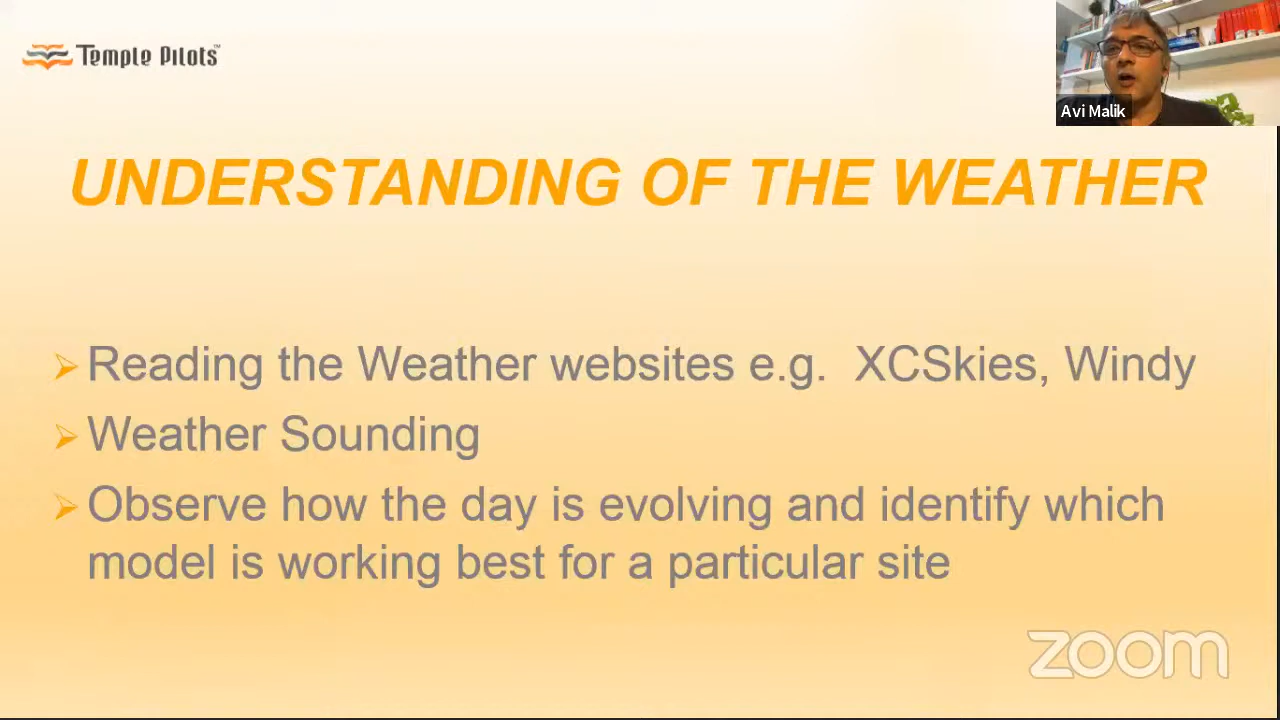 Temple Pilots™
Avi Malik
UNDERSTANDING OF THE WEATHER
➢ Reading the Weather websites e.g. XCSkies, Windy
➢ Weather Sounding
➢ Observe how the day is evolving and identify which
model is working best for a particular site
zoom